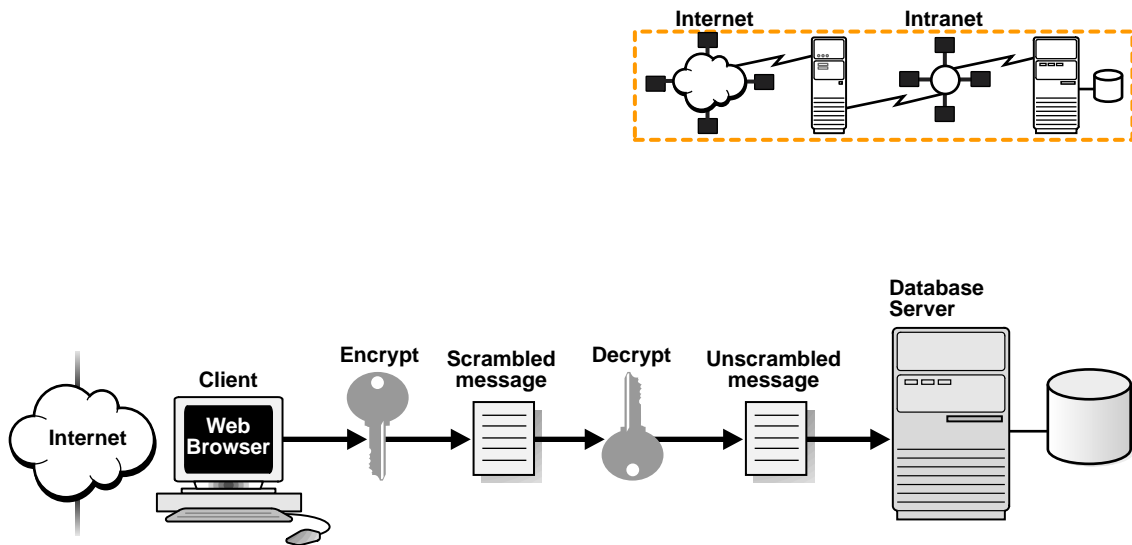 Internet
Intranet
Database
Server
Encrypt
Scrambled
message
Decrypt
Unscrambled
message
Client
Web
Browser
Internet